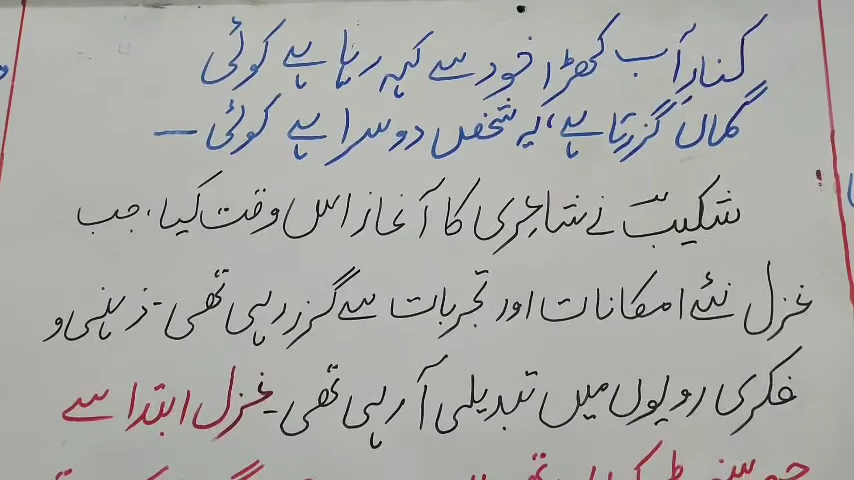 کنارِ آب کھڑا خود سے کہہ رہا ہے کوئی
گماں گزرتا ہے، یہ شخص دوسرا ہے کوئی ـــ
شکیبؔ نے شاعری کا آغاز اس وقت کیا، جب
غزل نئے امکانات اور تجربات سے گزر رہی تھی۔ ذہنی و
فکری رویوں میں تبدیلی آ رہی تھی۔ غزل ابتدا سے